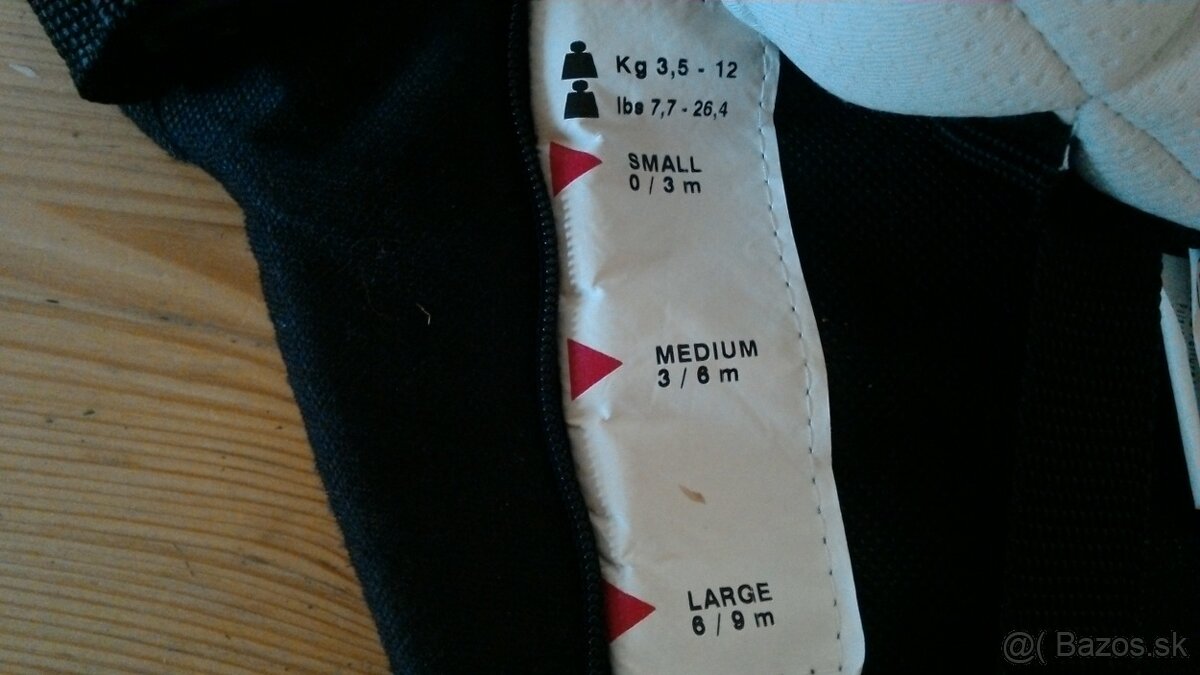 Kg 3,5 - 12
lbs 7,7 - 26,4
SMALL
0 / 3 m
MEDIUM
3 / 6 m
LARGE
6 / 9 m
@( Bazos.sk